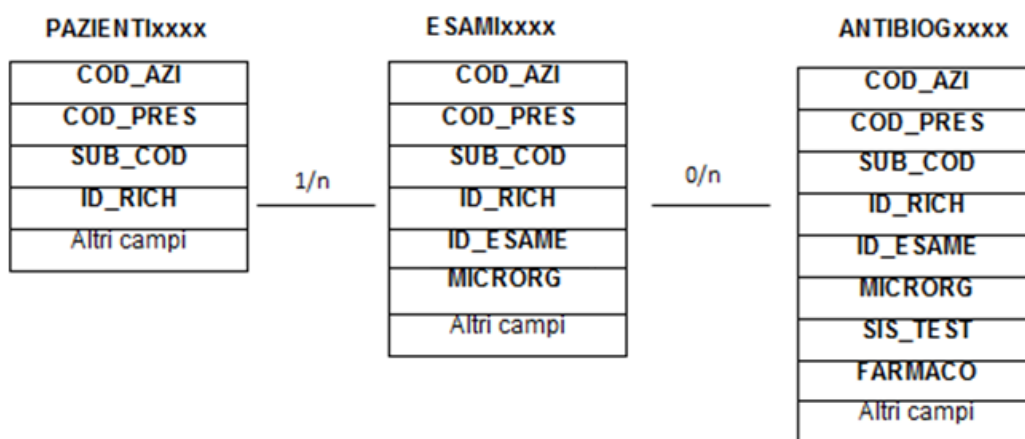 PAZIENTIxxxx
COD_AZI
COD_PRES
SUB_COD
ID_RICH
Altri campi
1/n
ESAMIxxxx
COD_AZI
COD_PRES
SUB_COD
ID_RICH
ID_ESAME
MICRORG
Altri campi
0/n
ANTIBIOGxxxx
COD_AZI
COD_PRES
SUB_COD
ID_RICH
ID_ESAME
MICRORG
SIS_TEST
FARMACO
Altri campi